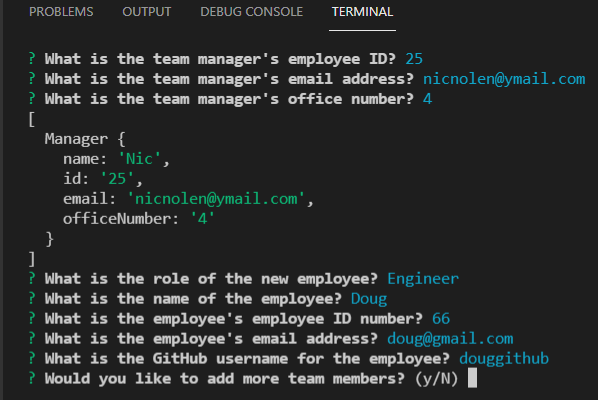 PROBLEMS OUTPUT DEBUG CONSOLE TERMINAL
? What is the team manager's employee ID? 25
? What is the team manager's email address? nicnolen@ymail.com
? What is the team manager's office number? 4
[
  Manager {
    name: 'Nic',
    id: '25',
    email: 'nicnolen@ymail.com',
    officeNumber: '4'
  }
]
? What is the role of the new employee? Engineer
? What is the name of the employee? Doug
? What is the employee's employee ID number? 66
? What is the employee's email address? doug@gmail.com
? What is the GitHub username for the employee? douggithub
? Would you like to add more team members? (y/N)